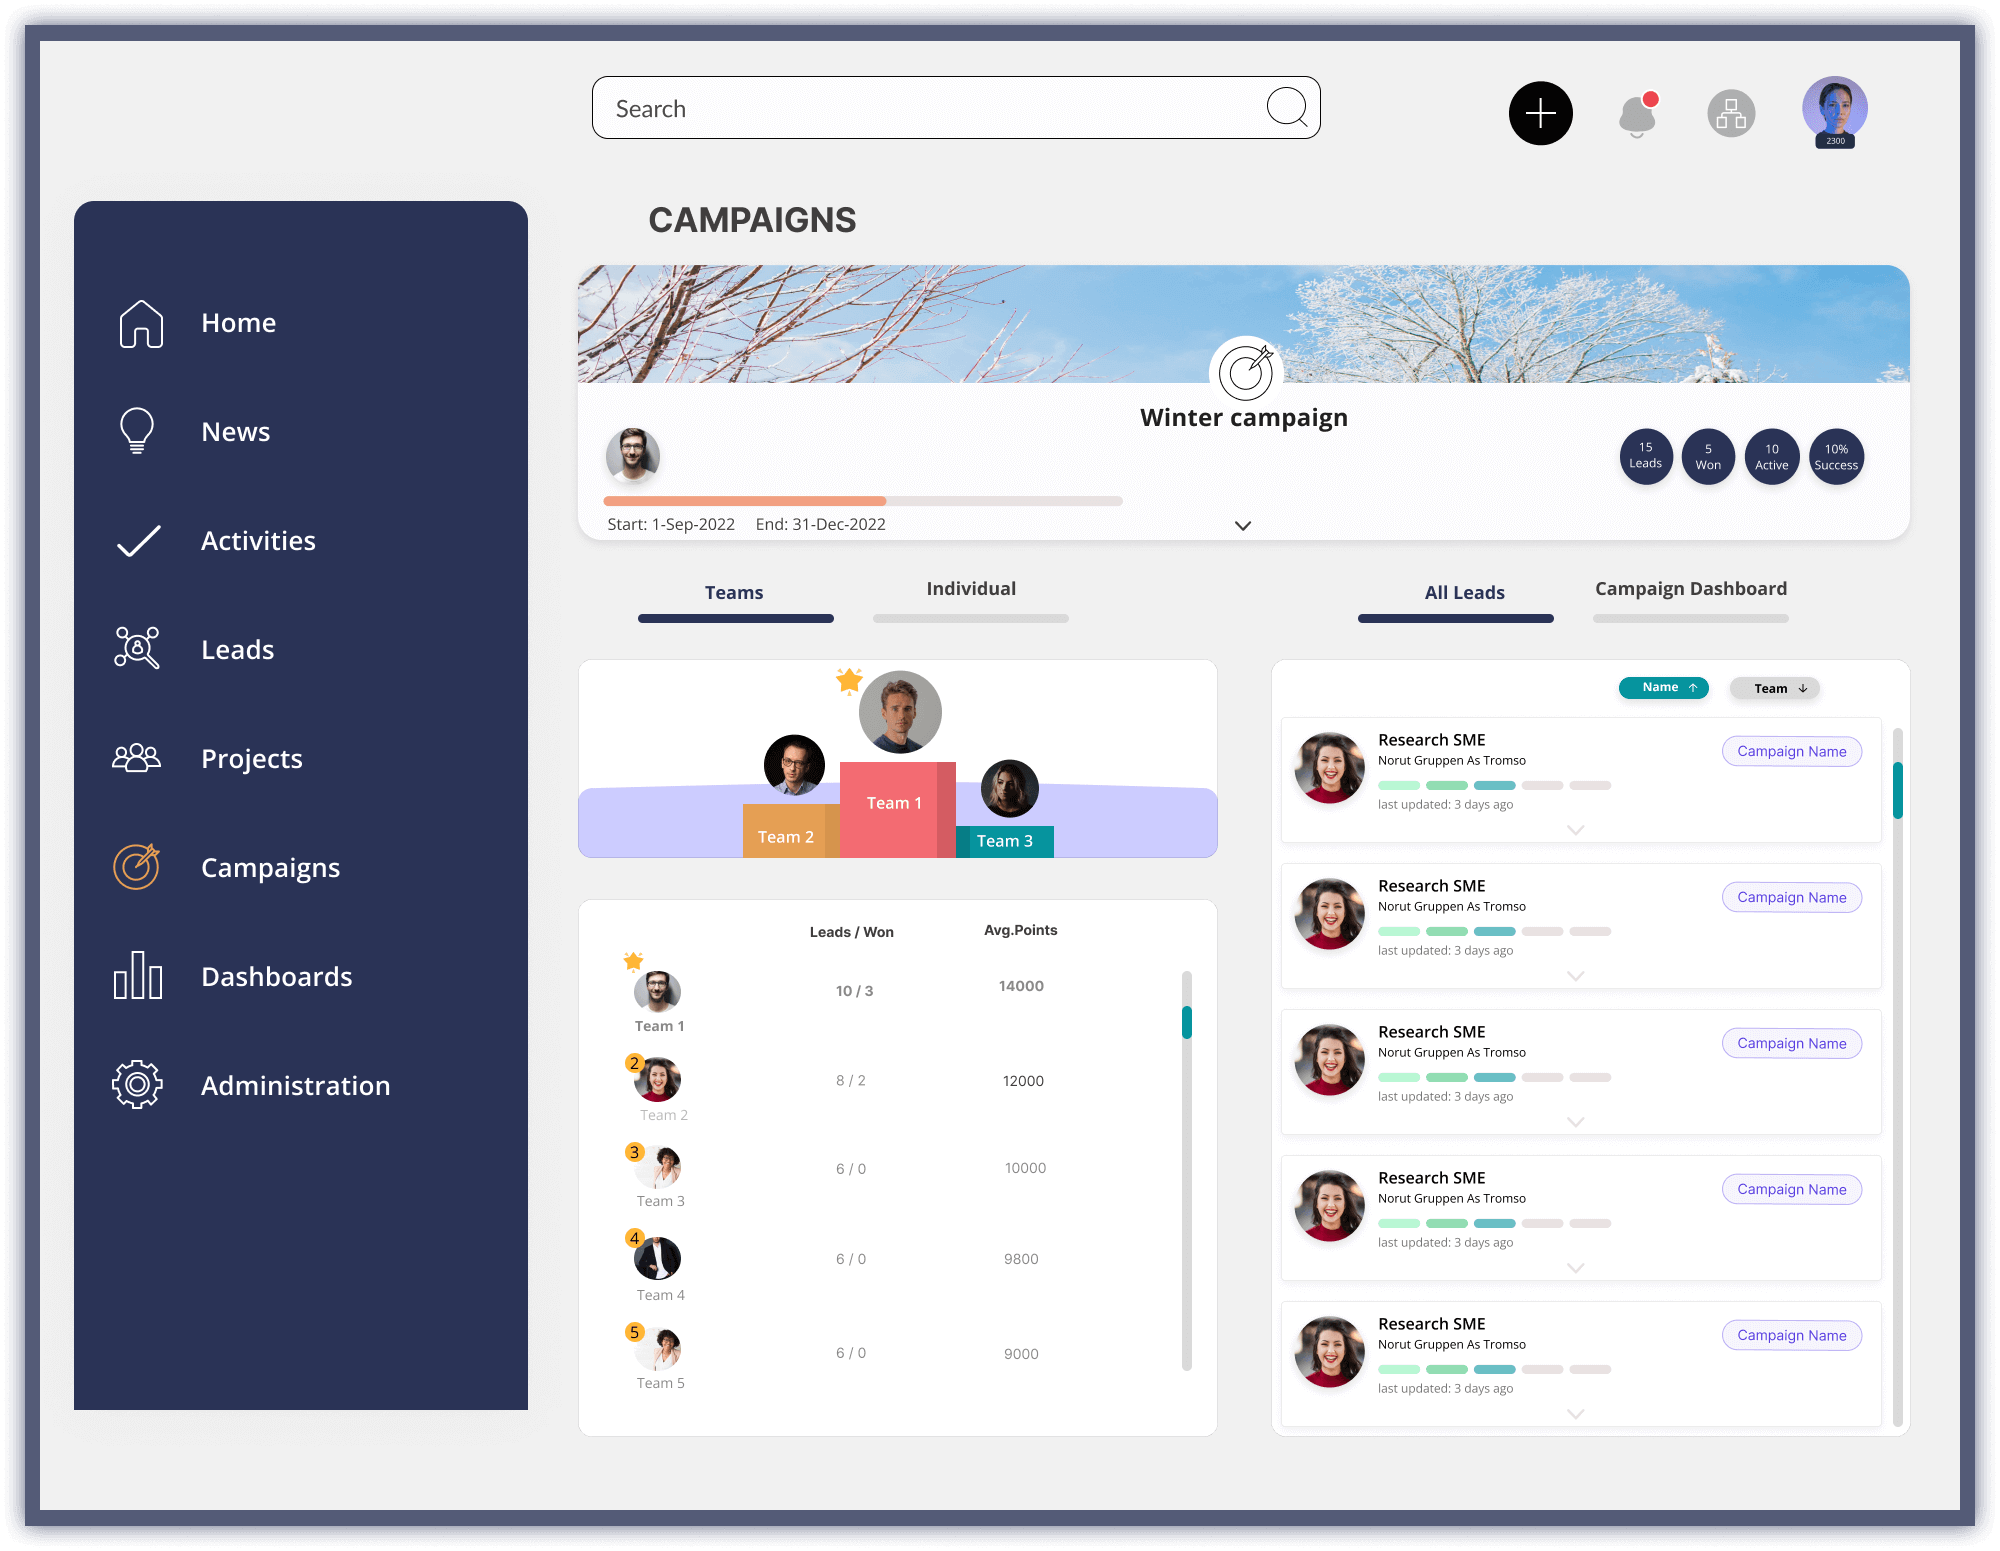 Search
2300
CAMPAIGNS
Home
News
Activities
Leads
Projects
Campaigns
Dashboards
Administration
Winter campaign
15
Leads
5
Won
10
Active
10%
Success
Start: 1-Sep-2022 End: 31-Dec-2022
Teams
Individual
Team 1
Team 2
Team 3
Leads / Won
Avg.Points
Team 1
10 / 3
14000
2
Team 2
8 / 2
12000
3
Team 3
6 / 0
10000
4
Team 4
6 / 0
9800
5
Team 5
6 / 0
9000
All Leads
Campaign Dashboard
Name ↑
Team ↓
Research SME
Norut Gruppen As Tromso
last updated: 3 days ago
Campaign Name
Research SME
Norut Gruppen As Tromso
last updated: 3 days ago
Campaign Name
Research SME
Norut Gruppen As Tromso
last updated: 3 days ago
Campaign Name
Research SME
Norut Gruppen As Tromso
last updated: 3 days ago
Campaign Name
Research SME
Norut Gruppen As Tromso
last updated: 3 days ago
Campaign Name